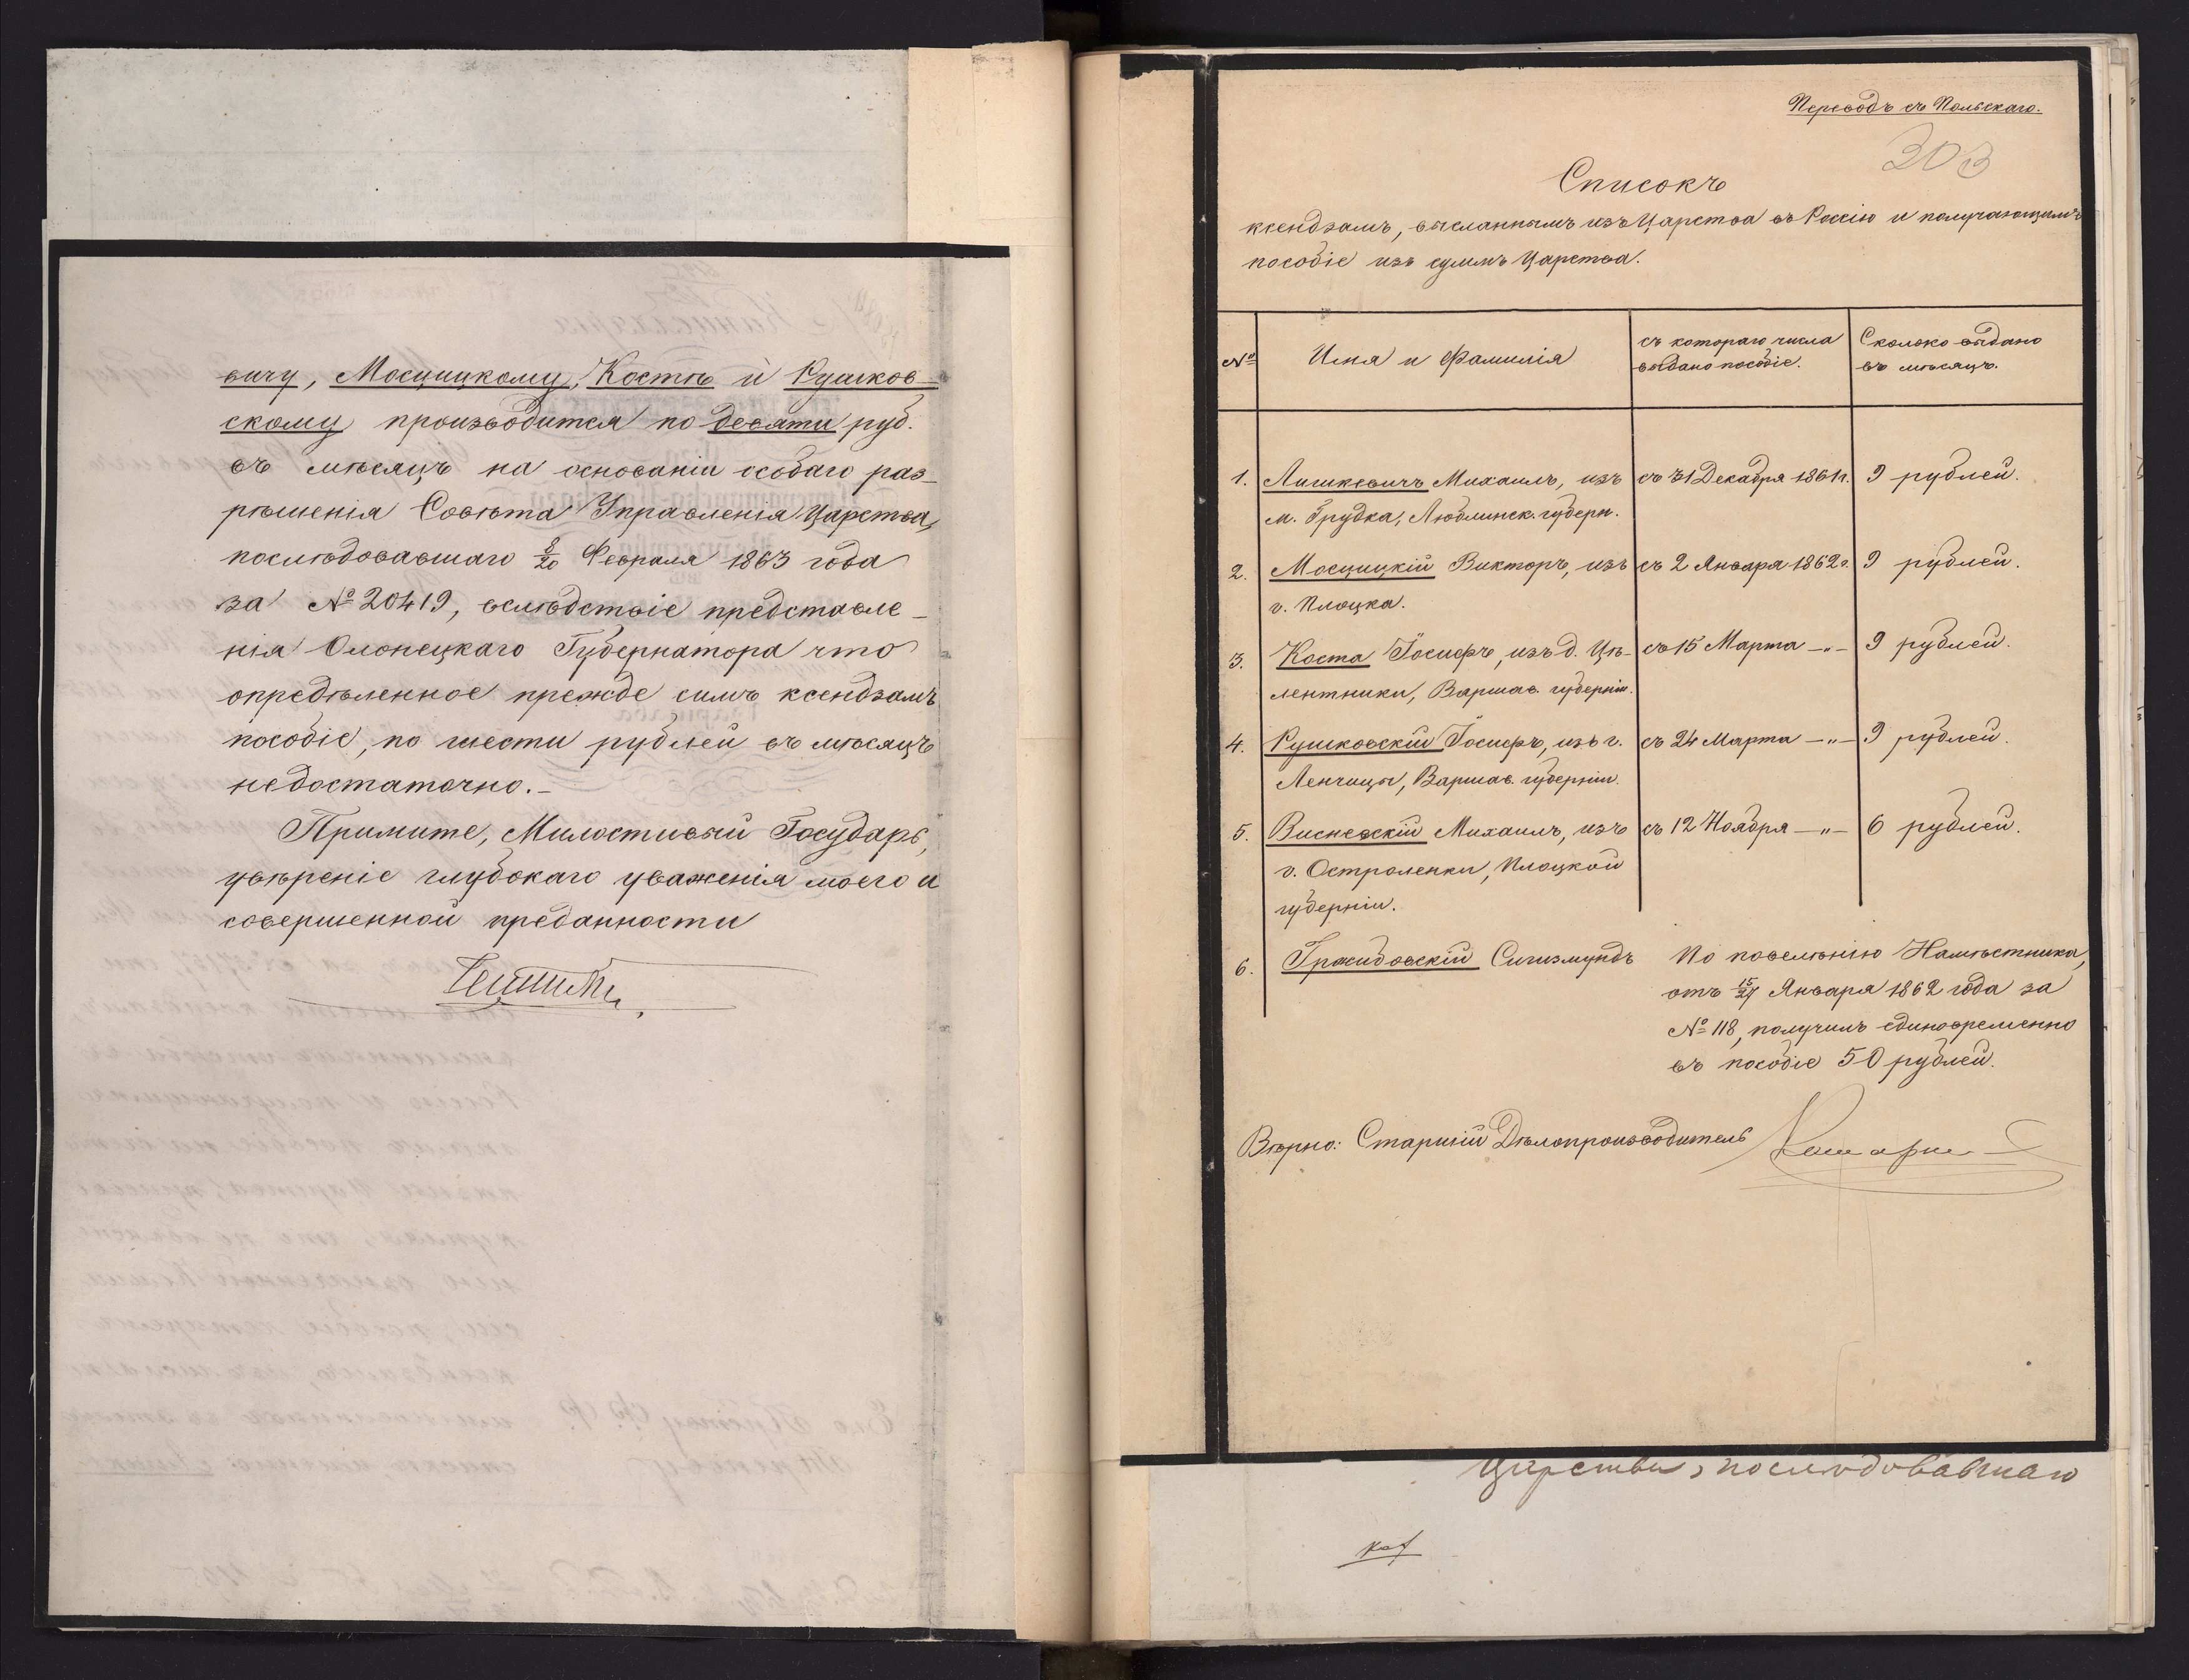 вичу, Мосцицкому, Костѣ и Рушков-
скому производится по десяти руб.
въ мѣсяцъ на основаніи особаго раз-
рѣшенія Совѣта Управленія Царства,
послѣдовавшаго 8/20 Февраля 1863 года
за № 20419, вслѣдствіе представле-
нія Олонецкаго Губернатора что
опредѣленное прежде симъ ксендзамъ
пособіе, по шести рублей въ мѣсяцъ
недостаточно.-
Примите, Милостивый Государь,
увѣреніе глубокаго уваженія моего и
совершенной преданности
Переводъ съ Польскаго.
303
Списокъ
ксендзамъ, высланнымъ изъ Царства въ Россію и получающимъ
пособіе изъ суммъ Царства.
№ Имя и Фамилія съ котораго числа выдано пособіе. Сколько выдано въ мѣсяцъ.
1. Лишкевичъ Михаилъ, изъ съ 31 Декабря 1861 г. 9 рублей.
м. Грудка, Люблинск. губерн.
2. Мосцицкій Викторъ, изъ съ 2 Января 1862 г. 9 рублей.
г. Плоцка.
3. Коста Іосифъ, изъ д. Цѣ- съ 15 Марта -"- 9 рублей.
лентники, Варшав. губерніи.
4. Рушковскій Іосифъ, изъ г. съ 24 Марта -"- 9 рублей.
Ленчицы, Варшав. губерніи.
5. Висневскій Михаилъ, изъ съ 12 Ноября -"- 6 рублей.
г. Остроленки, Плоцкой
губерніи.
6. Гржидовскій Сигизмундъ По повелѣнію Намѣстника,
отъ 15/27 Января 1862 года за
№ 118, получилъ единовременно
въ пособіе 50 рублей.
Вѣрно: Старшій Дѣлопроизводитель
Царства, послѣдовавшаго